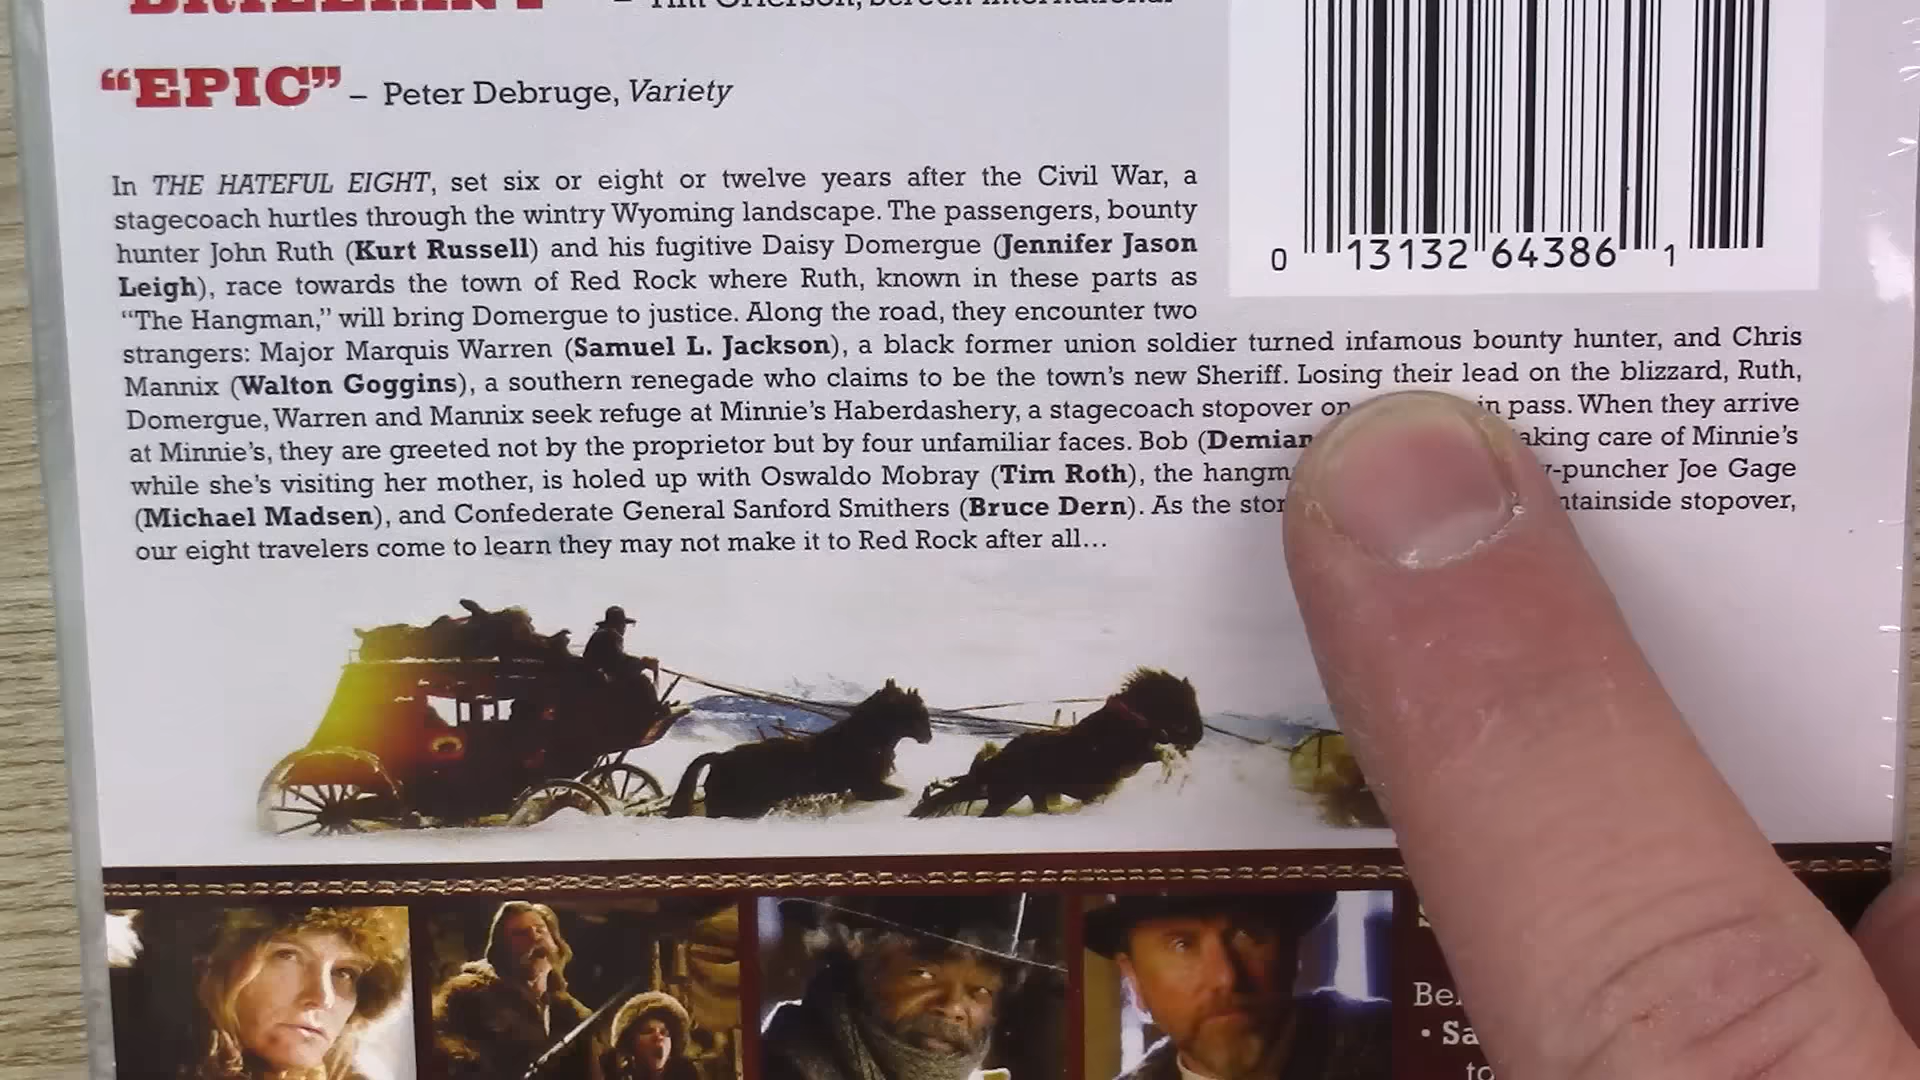 BRILLIANT – Tim Grierson, Screen International
“EPIC” – Peter Debruge, Variety
In THE HATEFUL EIGHT, set six or eight or twelve years after the Civil War, a
stagecoach hurtles through the wintry Wyoming landscape. The passengers, bounty
hunter John Ruth (Kurt Russell) and his fugitive Daisy Domergue (Jennifer Jason
Leigh), race towards the town of Red Rock where Ruth, known in these parts as
“The Hangman,” will bring Domergue to justice. Along the road, they encounter two
strangers: Major Marquis Warren (Samuel L. Jackson), a black former union soldier turned infamous bounty hunter, and Chris
Mannix (Walton Goggins), a southern renegade who claims to be the town’s new Sheriff. Losing their lead on the blizzard, Ruth,
Domergue, Warren and Mannix seek refuge at Minnie’s Haberdashery, a stagecoach stopover on in pass. When they arrive
at Minnie’s, they are greeted not by the proprietor but by four unfamiliar faces. Bob (Demian aking care of Minnie’s
while she’s visiting her mother, is holed up with Oswaldo Mobray (Tim Roth), the hangm -puncher Joe Gage
(Michael Madsen), and Confederate General Sanford Smithers (Bruce Dern). As the stor ntainside stopover,
our eight travelers come to learn they may not make it to Red Rock after all...
0 13132 64386 1
• Sa
to